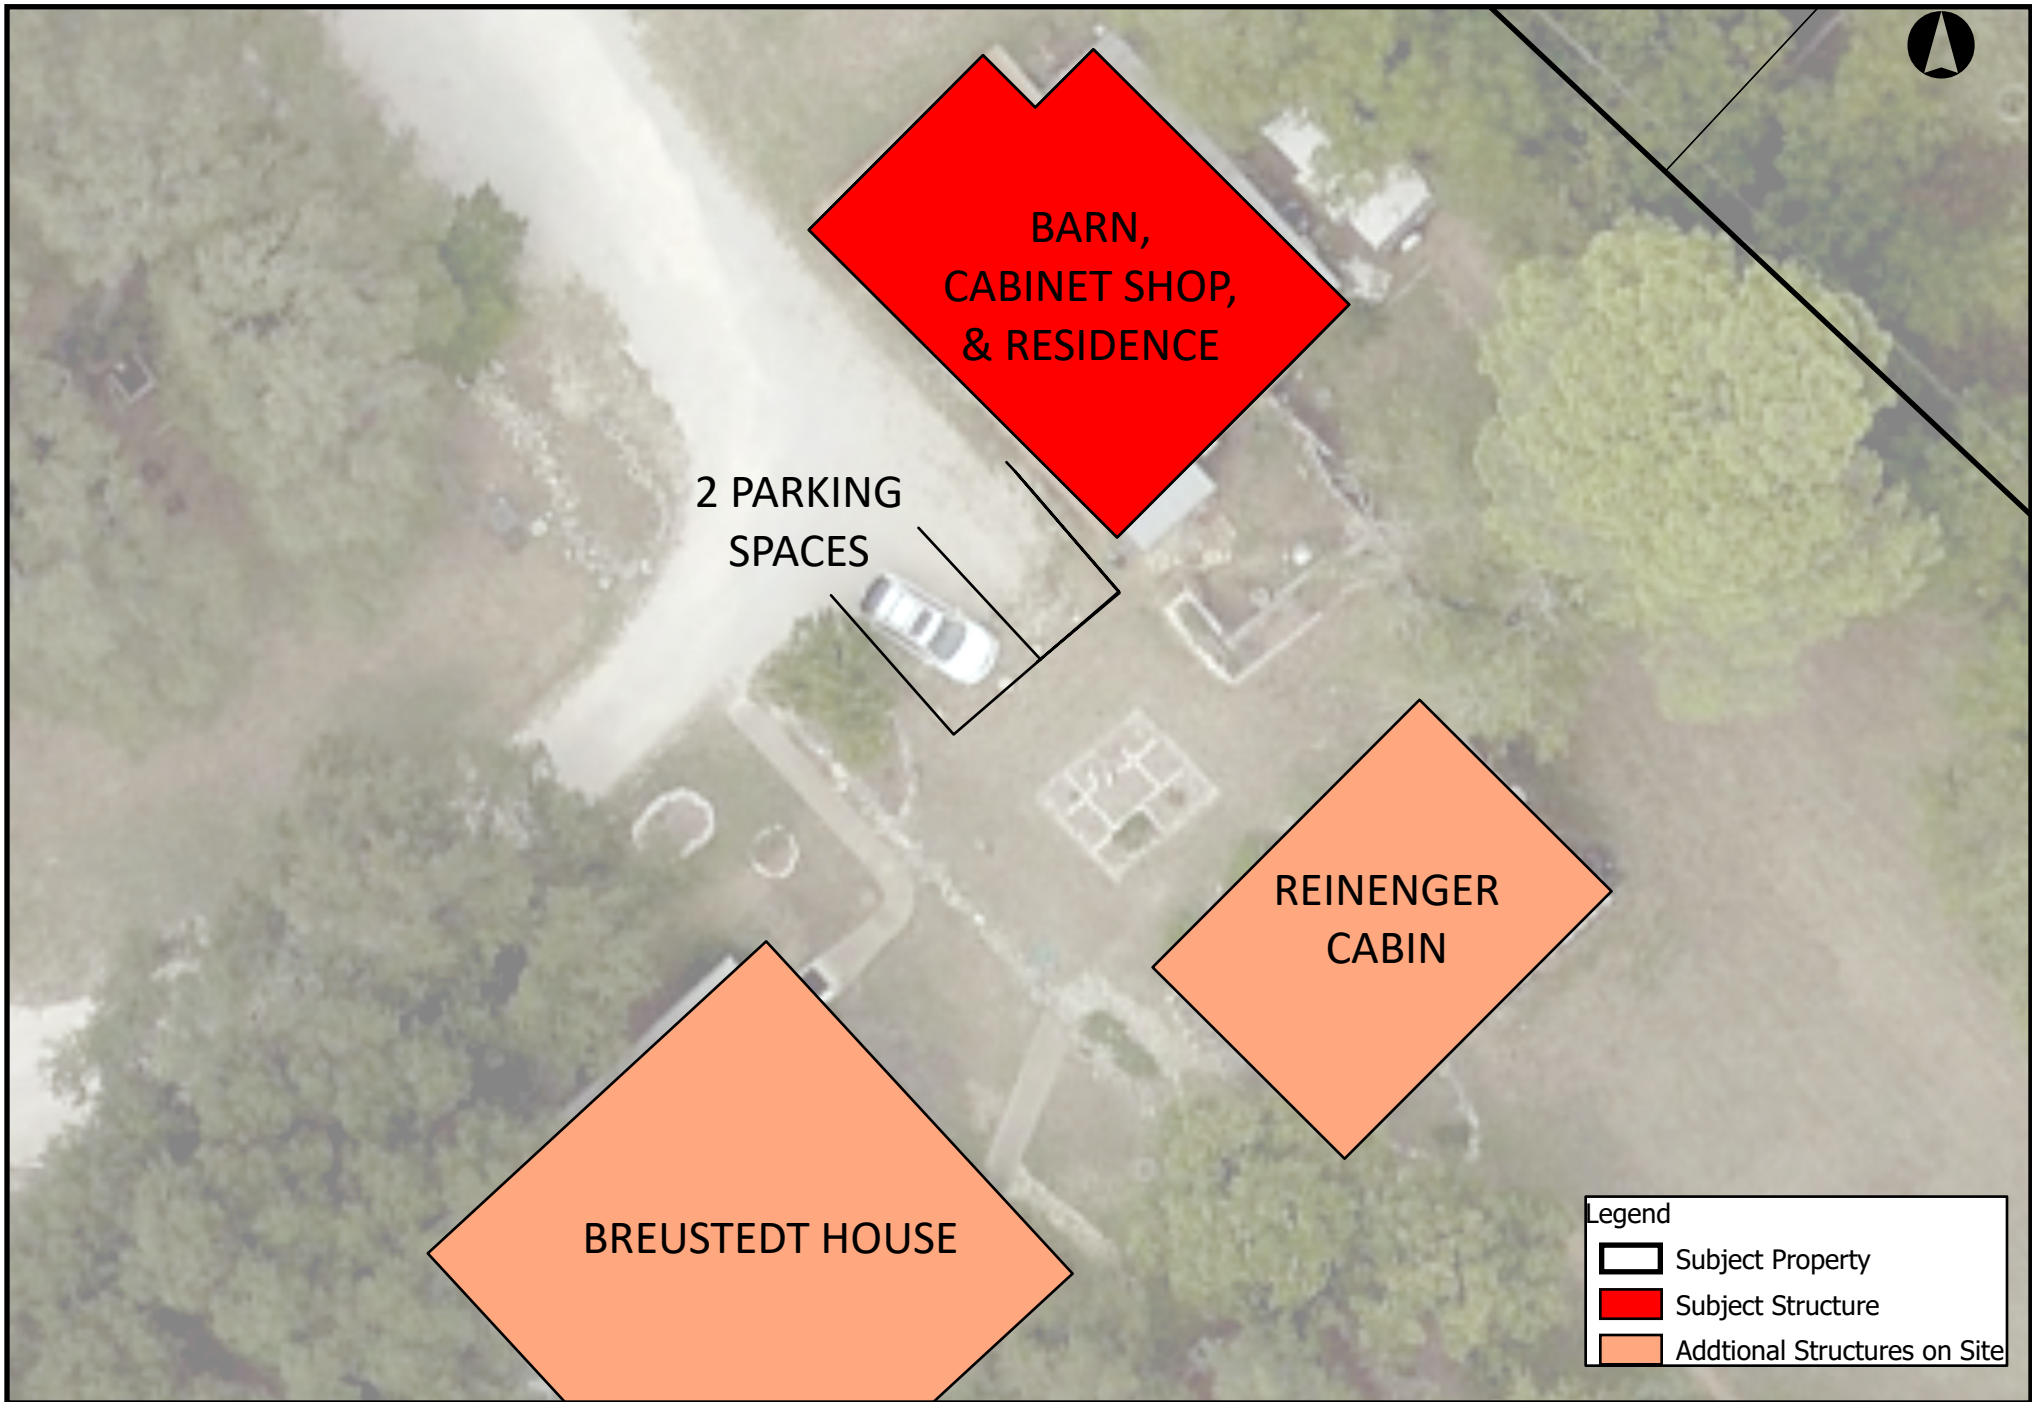 BARN,
CABINET SHOP,
& RESIDENCE
2 PARKING
SPACES
REINENGER
CABIN
BREUSTEDT HOUSE
Legend
Subject Property
Subject Structure
Addtional Structures on Site